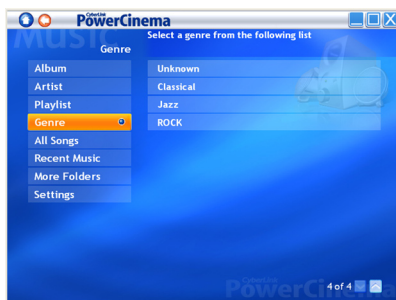 CyberLink
PowerCinema
MUSIC
Select a genre from the following list
Genre
Album
Artist
Playlist
Genre
All Songs
Recent Music
More Folders
Settings
Unknown
Classical
Jazz
ROCK
CyberLink
PowerCinema
4 of 4